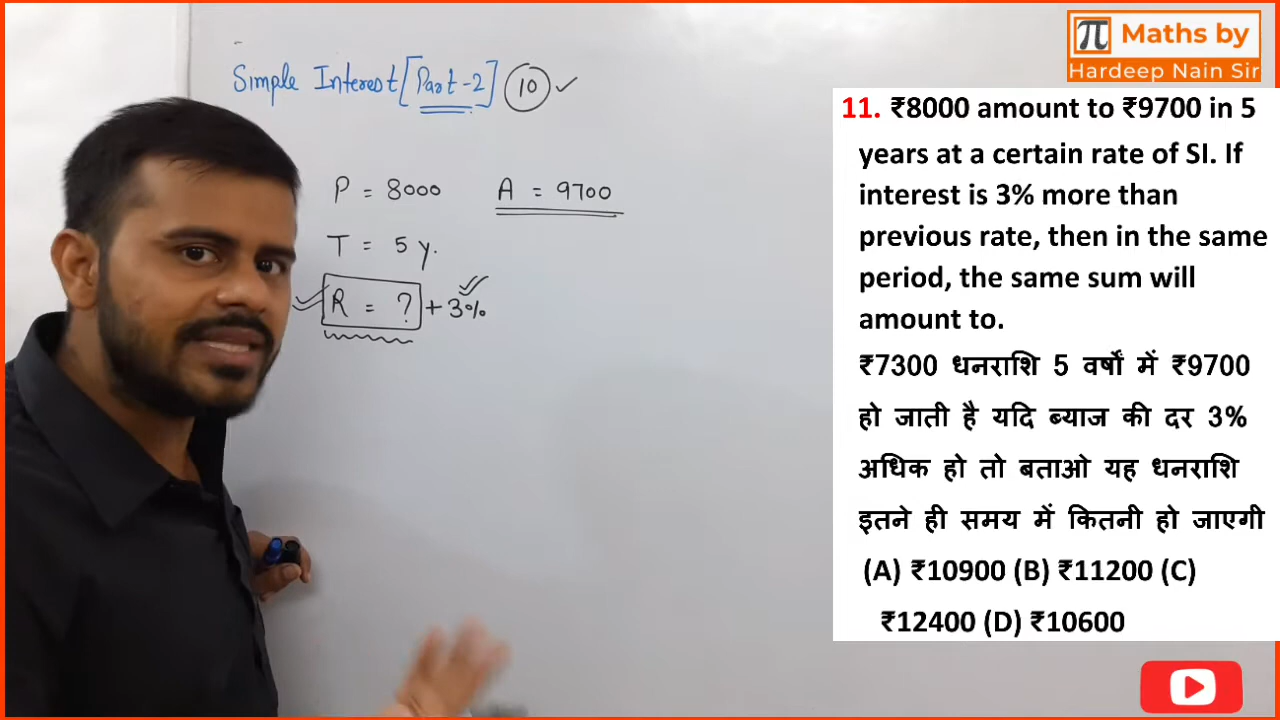 Maths by
Hardeep Nain Sir
Simple Interest [Part-2] 10 ✓
P = 8000 A = 9700
T = 5 y.
R = ? + 3%
11. ₹8000 amount to ₹9700 in 5
years at a certain rate of SI. If
interest is 3% more than
previous rate, then in the same
period, the same sum will
amount to.
₹7300 धनराशि 5 वर्षों में ₹9700
हो जाती है यदि ब्याज की दर 3%
अधिक हो तो बताओ यह धनराशि
इतने ही समय में कितनी हो जाएगी
(A) ₹10900 (B) ₹11200 (C)
₹12400 (D) ₹10600